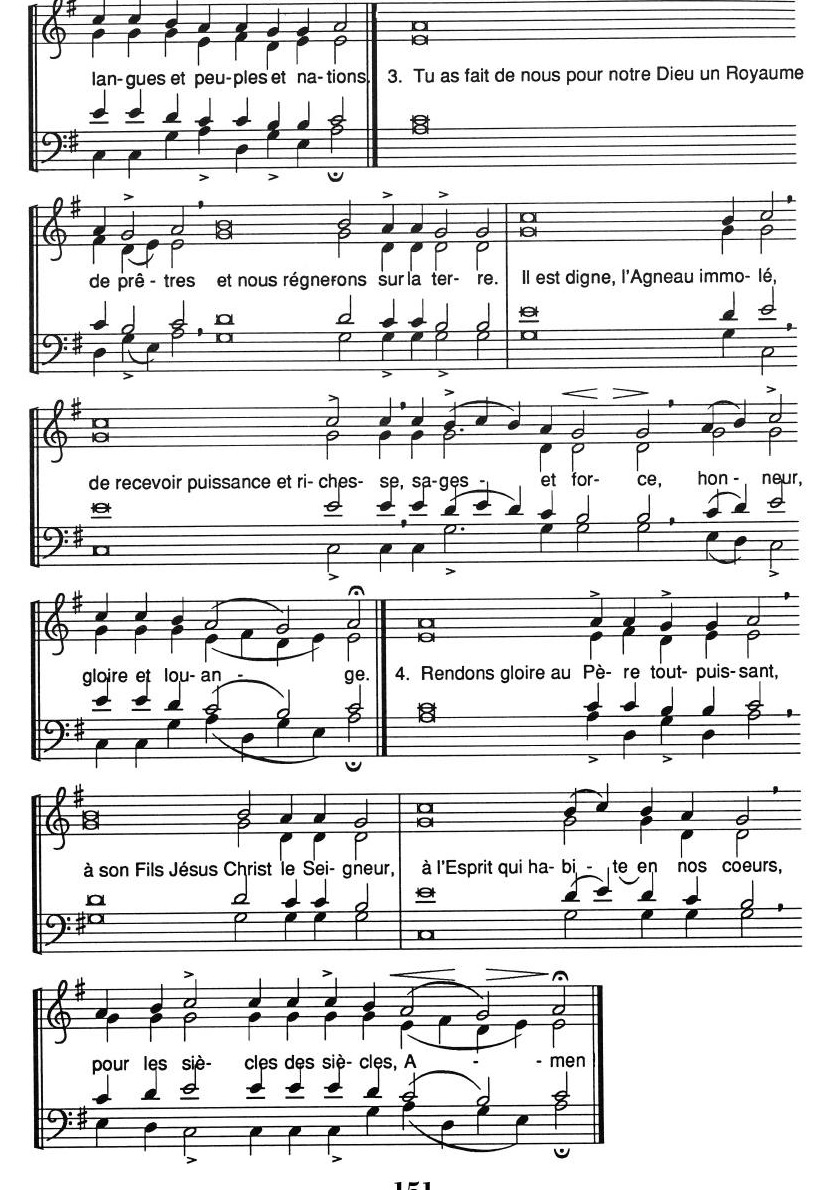 lan-gues et peu-ples et na-tions. 3. Tu as fait de nous pour notre Dieu un Royaume
de prê - tres et nous régnerons sur la ter- re. Il est digne, l'Agneau immo- lé,
de recevoir puissance et ri- ches- se, sa-ges - et for- ce, hon - neur,
gloire et lou- an - ge. 4. Rendons gloire au Pè- re tout- puis- sant,
à son Fils Jésus Christ le Sei- gneur, à l'Esprit qui ha- bi - te en nos coeurs,
pour les siè- cles des siè- cles, A - - men